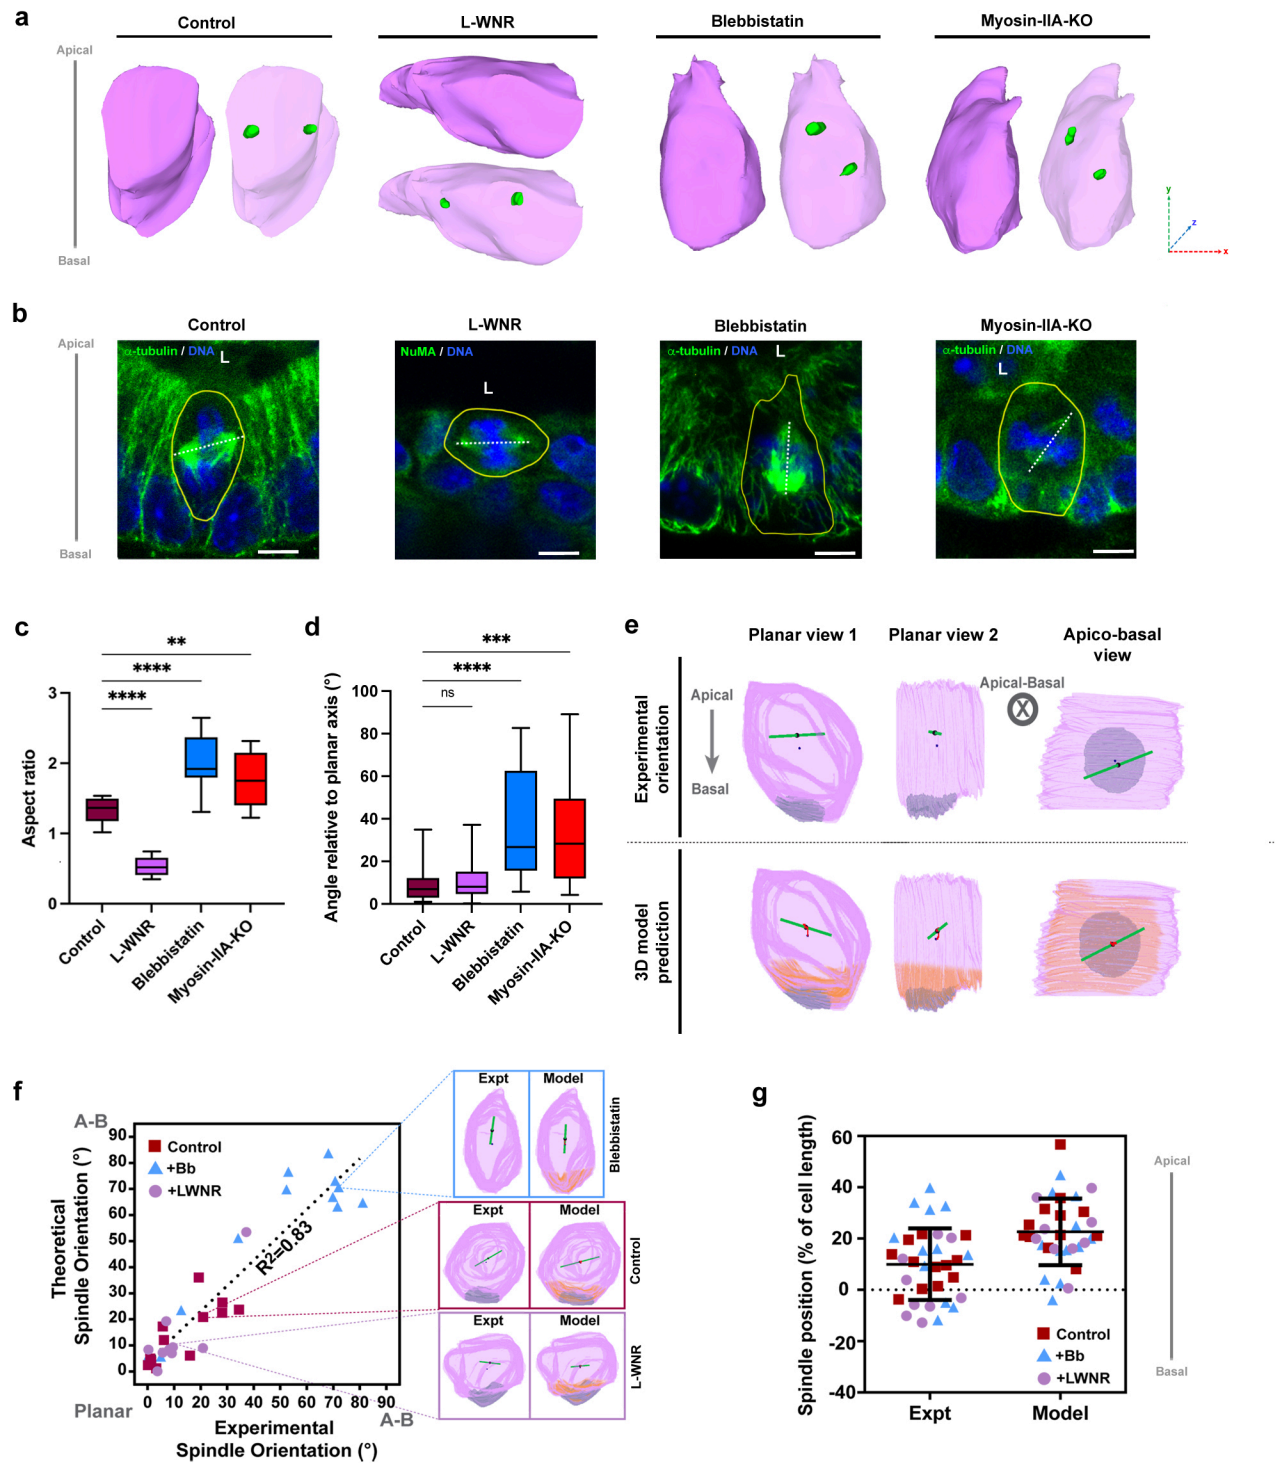 a
Control
L-WNR
Blebbistatin
Myosin-IIA-KO
Apical
Basal
y
z
x
b
Control
L-WNR
Blebbistatin
Myosin-IIA-KO
Apical
Basal
α-tubulin / DNA
L
NuMA / DNA
L
α-tubulin / DNA
L
α-tubulin / DNA
L
c
**
****
****
Aspect ratio
3
2
1
0
Control
L-WNR
Blebbistatin
Myosin-IIA-KO
d
***
****
ns
Angle relative to planar axis (°)
100
80
60
40
20
0
Control
L-WNR
Blebbistatin
Myosin-IIA-KO
e
Planar view 1
Planar view 2
Apico-basal
view
Experimental
orientation
Apical
Basal
Apical-Basal
X
3D model
prediction
f
A-B
Theoretical
Spindle Orientation (°)
90
80
70
60
50
40
30
20
10
0
Control
+Bb
+LWNR
R²=0.83
0 10 20 30 40 50 60 70 80 90
Planar
A-B
Experimental
Spindle Orientation (°)
Expt
Model
Blebbistatin
Expt
Model
Control
Expt
Model
L-WNR
g
Spindle position (% of cell length)
60
40
20
0
-20
-40
Control
+Bb
+LWNR
Expt
Model
Apical
Basal